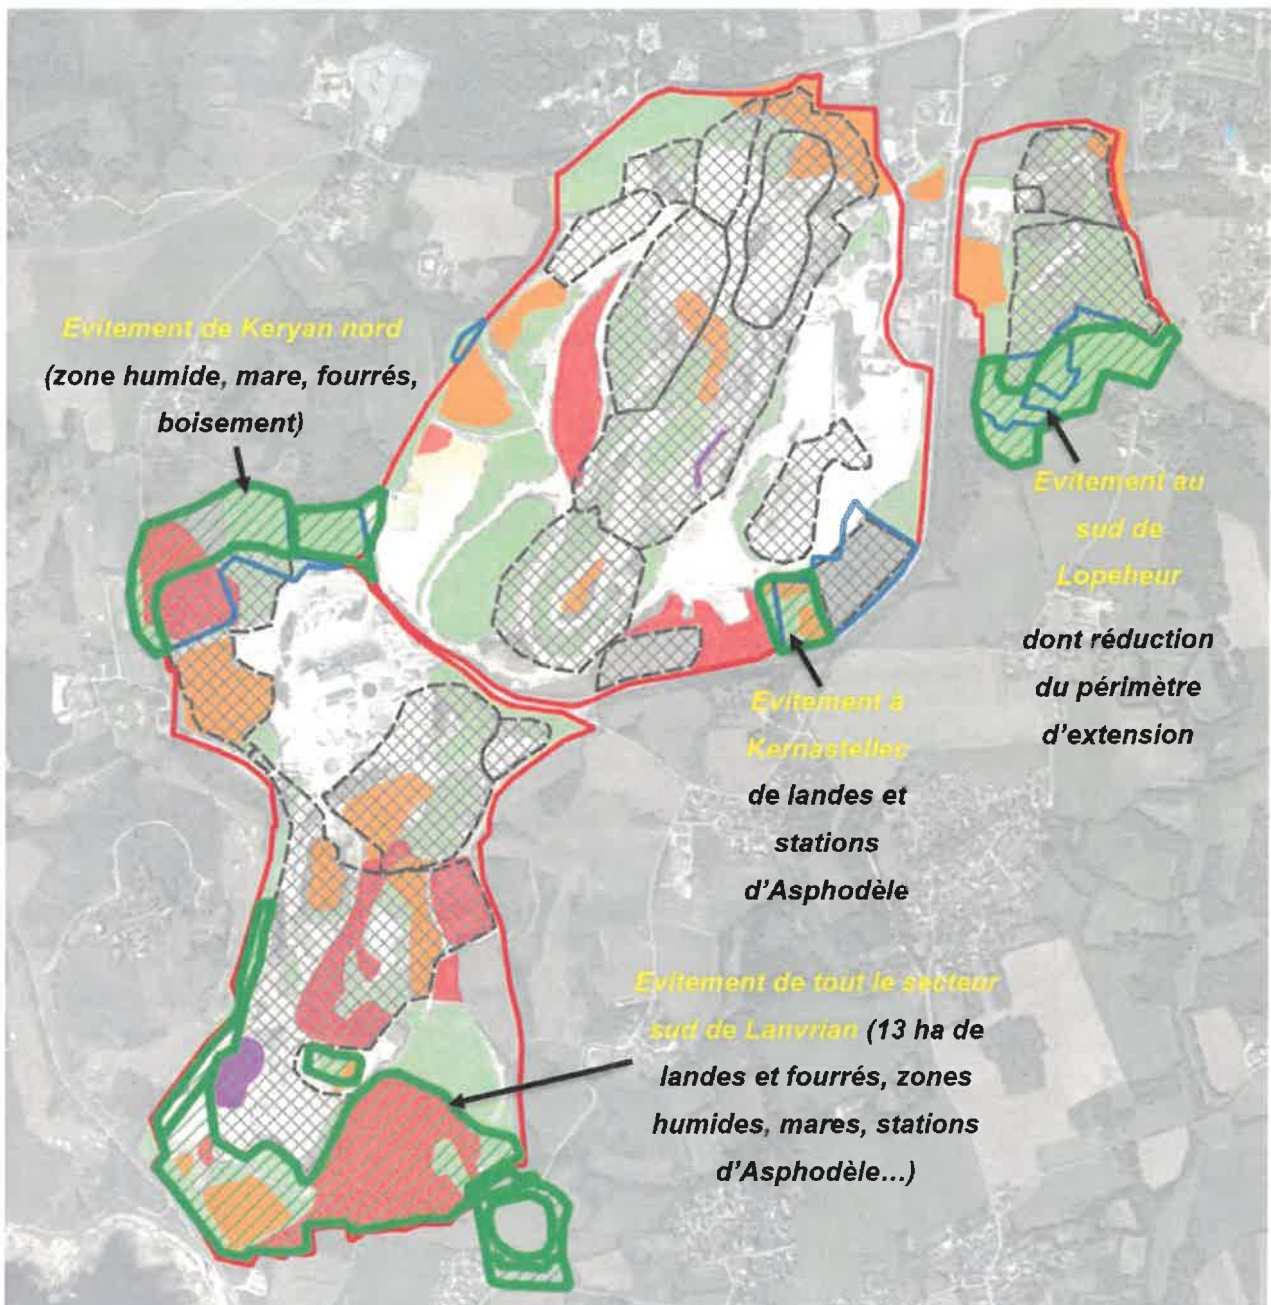 Evitement de Keryan nord
(zone humide, mare, fourrés,
boisement)
Evitement au
sud de
Lopeheur
dont réduction
du périmètre
d'extension
Evitement à
Kernastellec
de landes et
stations
d'Asphodèle
Evitement de tout le secteur
sud de Lanvrian (13 ha de
landes et fourrés, zones
humides, mares, stations
d'Asphodèle...)